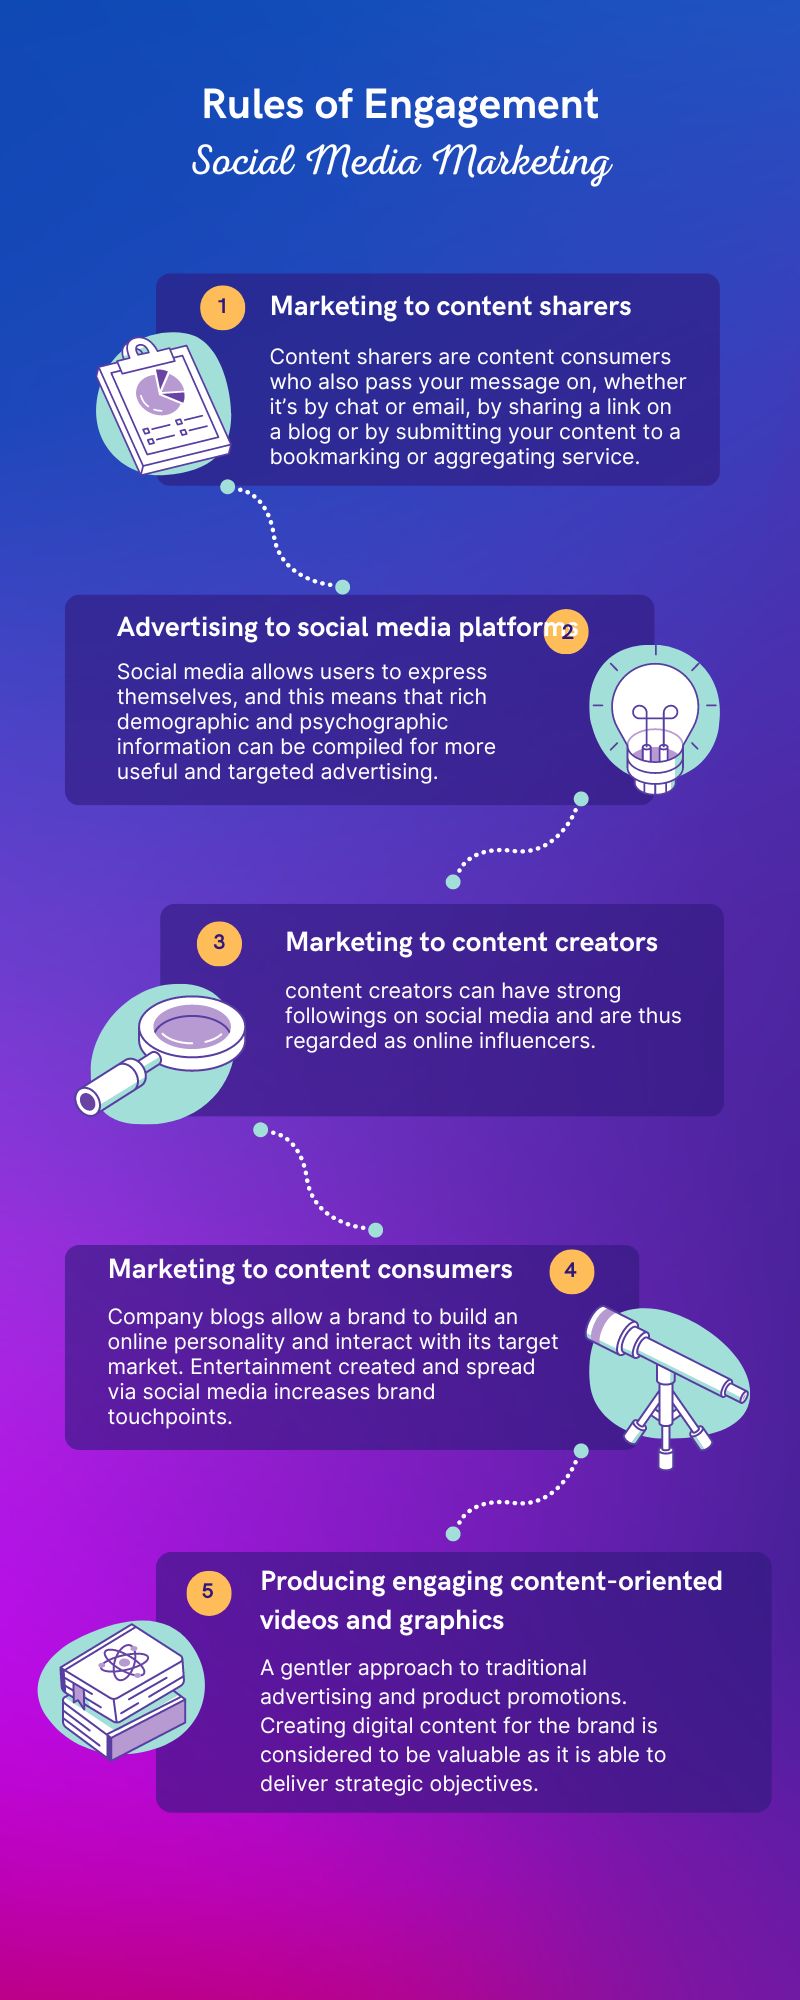 Rules of Engagement
Social Media Marketing
1
Marketing to content sharers
Content sharers are content consumers
who also pass your message on, whether
it’s by chat or email, by sharing a link on
a blog or by submitting your content to a
bookmarking or aggregating service.
Advertising to social media platforms
2
Social media allows users to express
themselves, and this means that rich
demographic and psychographic
information can be compiled for more
useful and targeted advertising.
3
Marketing to content creators
content creators can have strong
followings on social media and are thus
regarded as online influencers.
Marketing to content consumers
4
Company blogs allow a brand to build an
online personality and interact with its target
market. Entertainment created and spread
via social media increases brand
touchpoints.
5
Producing engaging content-oriented
videos and graphics
A gentler approach to traditional
advertising and product promotions.
Creating digital content for the brand is
considered to be valuable as it is able to
deliver strategic objectives.